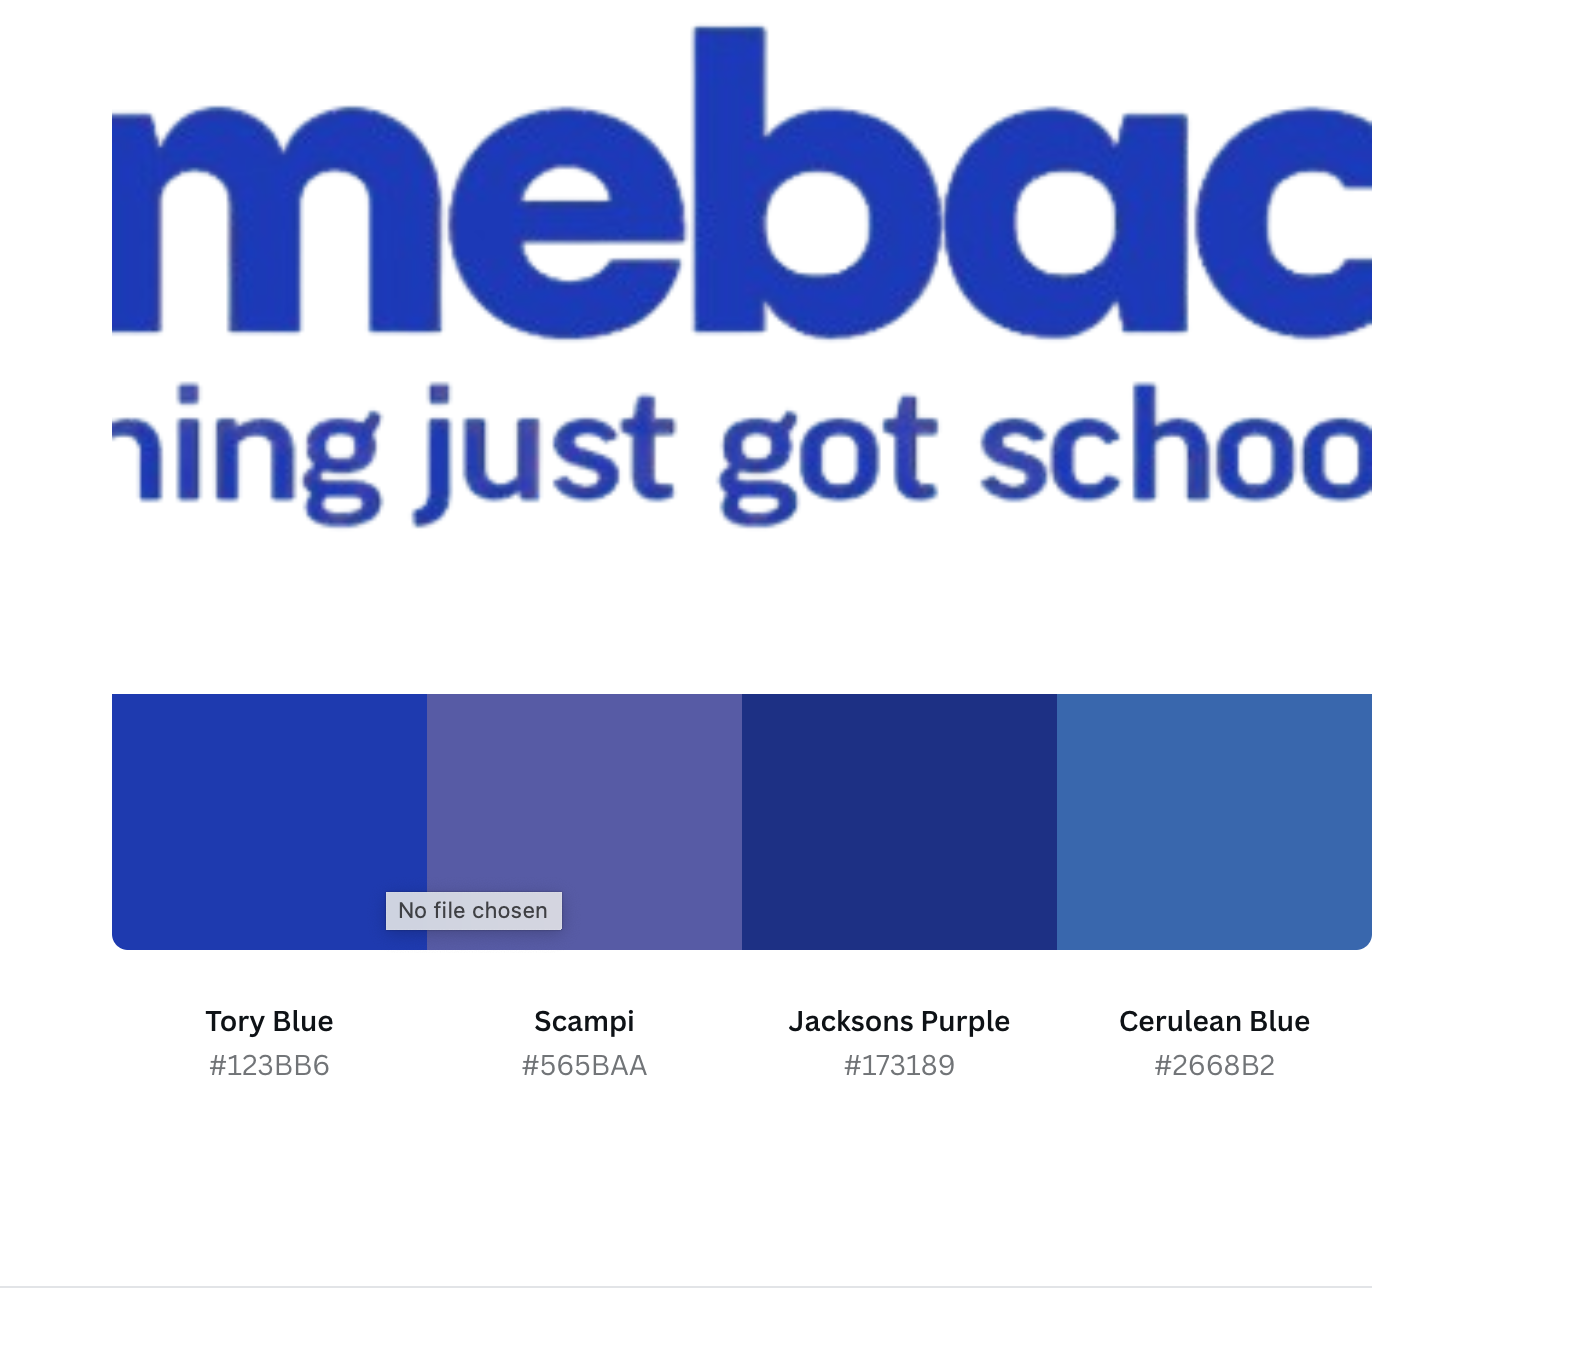 mebac
ning just got schoo
No file chosen
Tory Blue Scampi Jacksons Purple Cerulean Blue
#123BB6 #565BAA #173189 #2668B2